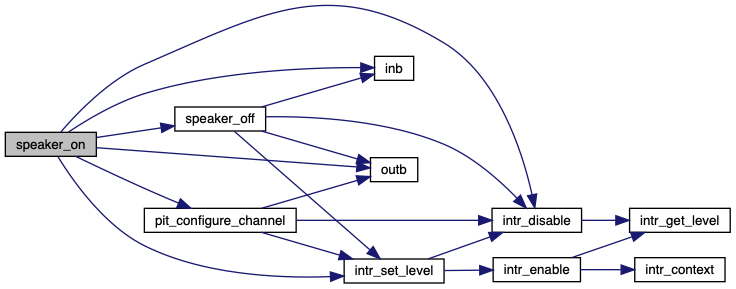 speaker_on
inb
speaker_off
outb
pit_configure_channel
intr_disable
intr_get_level
intr_set_level
intr_enable
intr_context